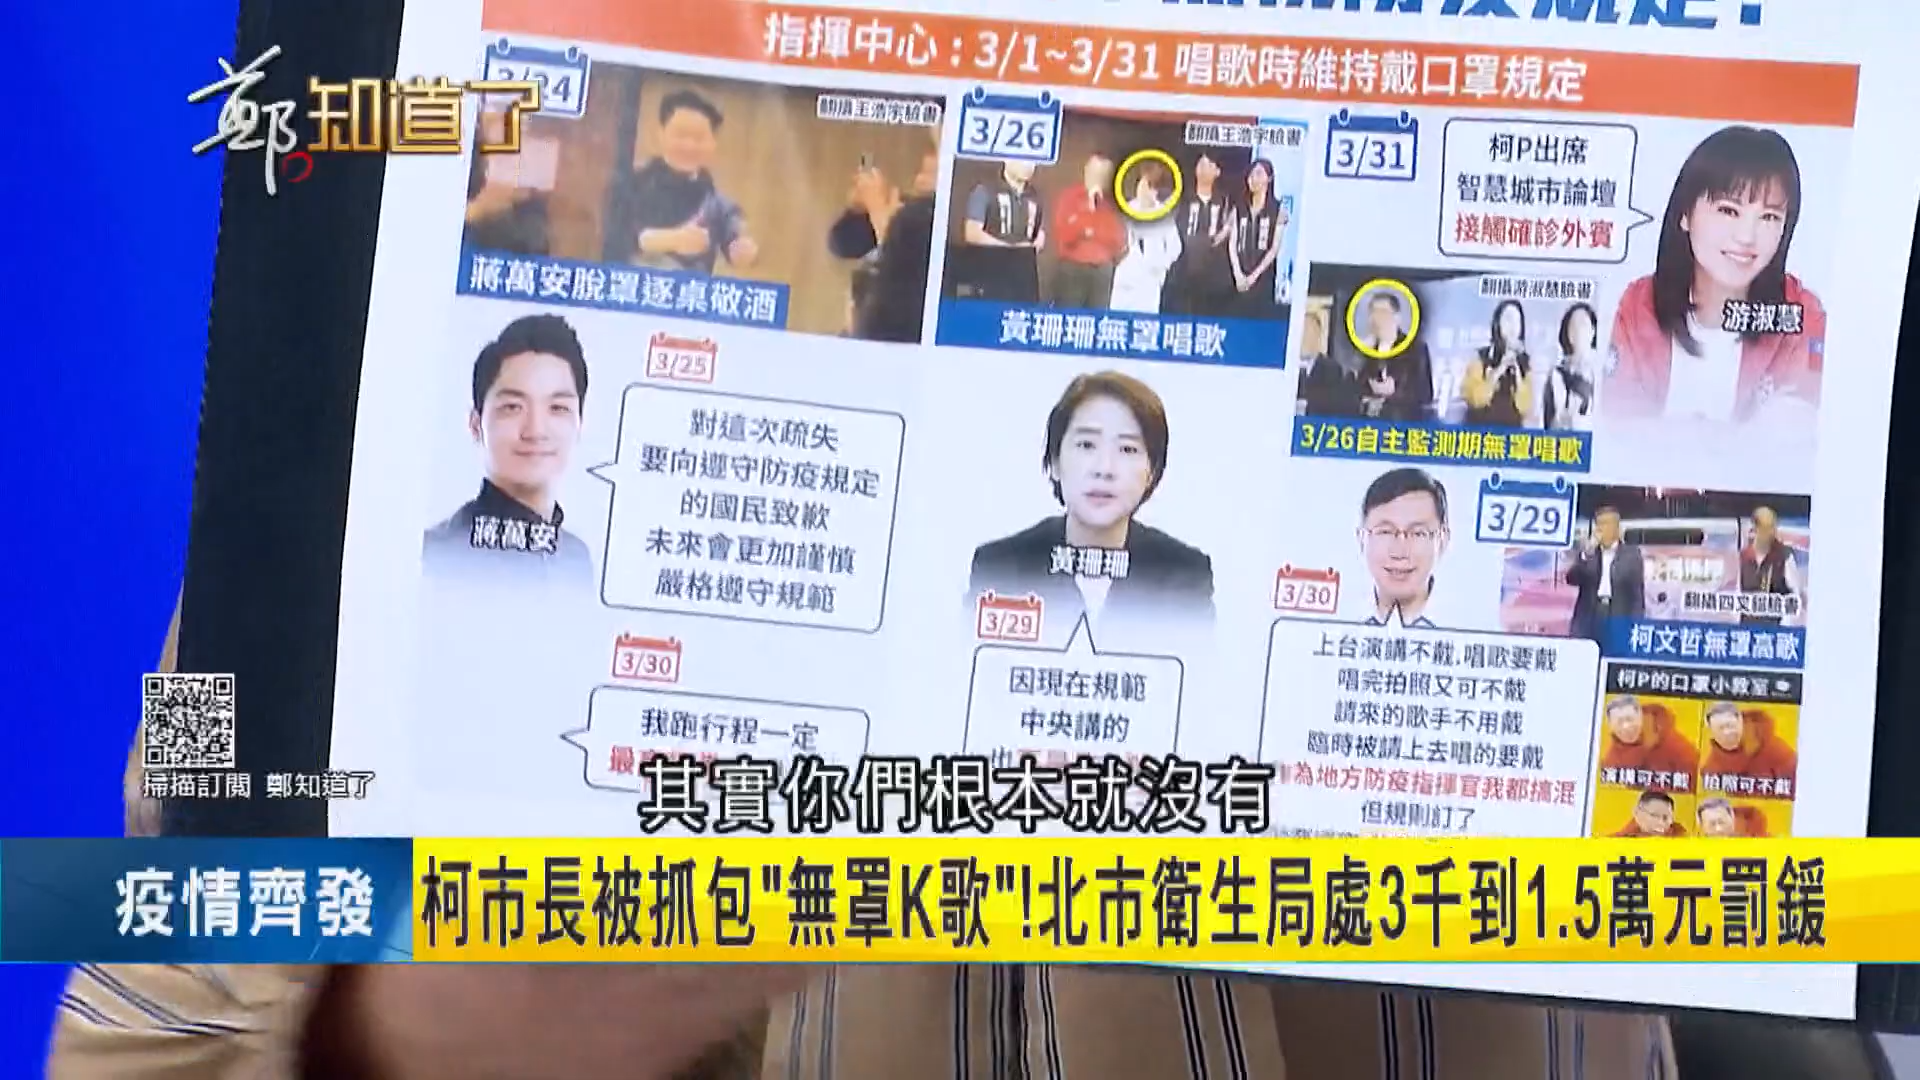 指揮中心：3/1~3/31 唱歌時維持戴口罩規定
鄭知道了
3/24
翻攝王浩宇臉書
蔣萬安脫罩逐桌敬酒
3/26
翻攝王浩宇臉書
黃珊珊無罩唱歌
3/31
柯P出席
智慧城市論壇
接觸確診外賓
游淑慧
翻攝游淑慧臉書
3/26自主監測期無罩唱歌
蔣萬安
3/25
對這次疏失
要向遵守防疫規定
的國民致歉
未來會更加謹慎
嚴格遵守規範
3/30
我跑行程一定
黃珊珊
3/29
因現在規範
中央講的
3/30
上台演講不戴,唱歌要戴
唱完拍照又可不戴
請來的歌手不用戴
臨時被請上去唱的要戴
為地方防疫指揮官我都搞混
但規則訂了
3/29
翻攝四叉貓臉書
柯文哲無罩高歌
柯P的口罩小教室
演講可不戴
拍照可不戴
掃描訂閱 鄭知道了
其實你們根本就沒有
疫情齊發
柯市長被抓包"無罩K歌"!北市衛生局處3千到1.5萬元罰鍰